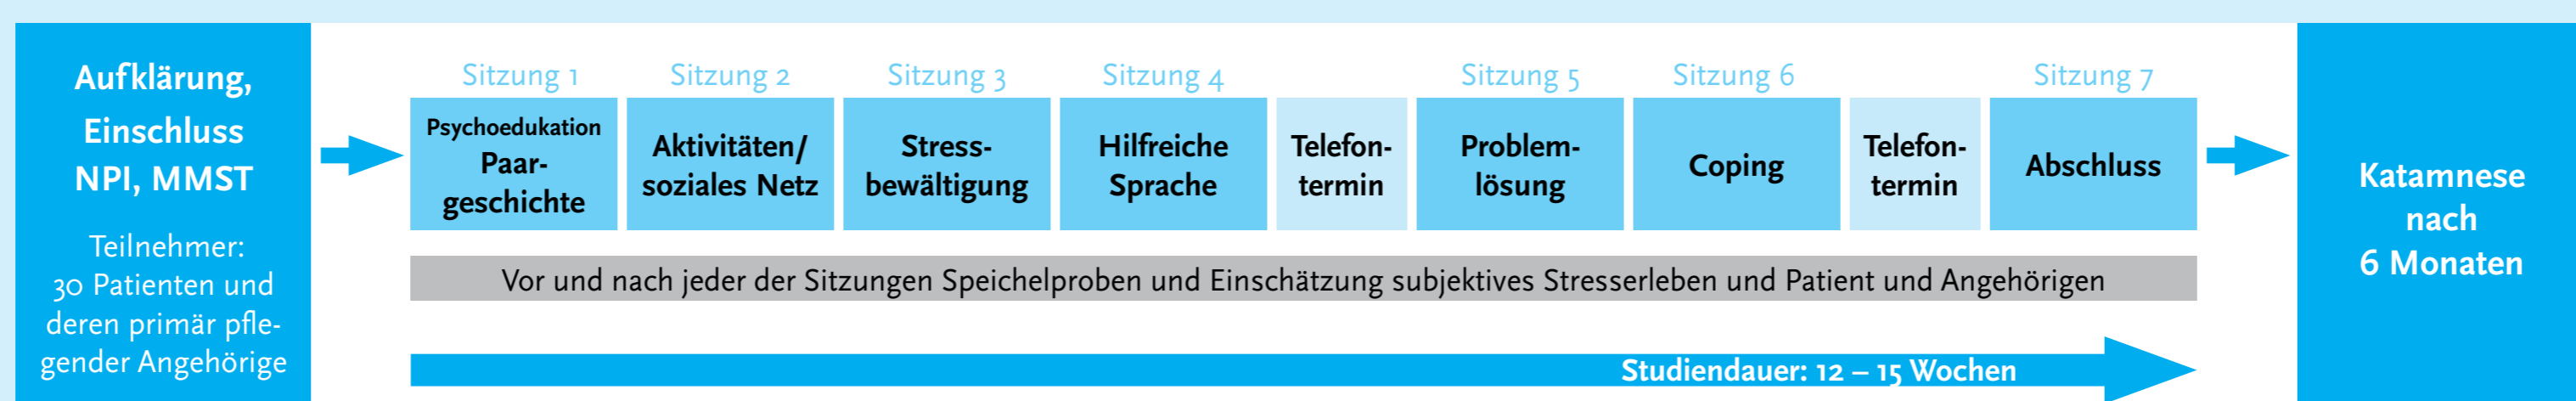 Aufklärung,
Einschluss
NPI, MMST
Teilnehmer:
30 Patienten und
deren primär pfle-
gender Angehörige
Sitzung 1
Psychoedukation
Paar-
geschichte
Sitzung 2
Aktivitäten/
soziales Netz
Sitzung 3
Stress-
bewältigung
Sitzung 4
Hilfreiche
Sprache
Telefon-
termin
Sitzung 5
Problem-
lösung
Sitzung 6
Coping
Telefon-
termin
Sitzung 7
Abschluss
Vor und nach jeder der Sitzungen Speichelproben und Einschätzung subjektives Stresserleben und Patient und Angehörigen
Studiendauer: 12 – 15 Wochen
Katamnese
nach
6 Monaten